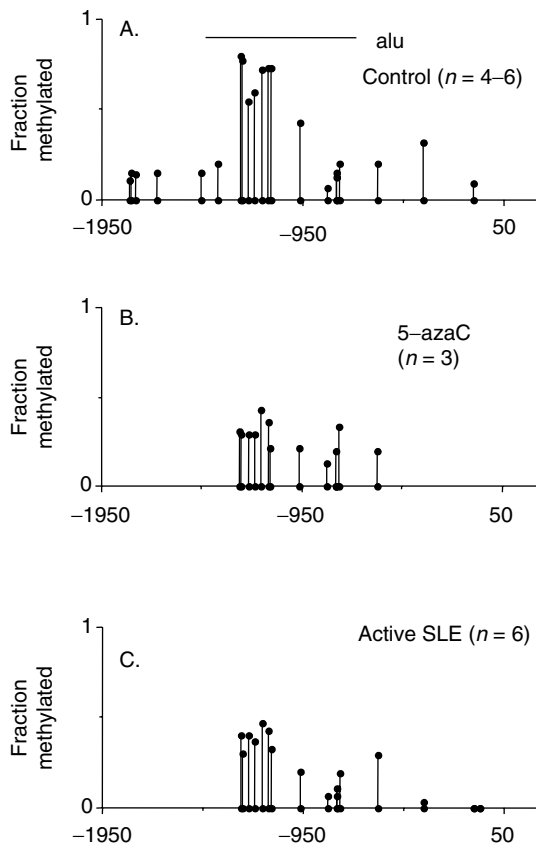 A.
alu
Control (n = 4–6)
Fraction
methylated
1
0
−1950
−950
50
B.
5–azaC
(n = 3)
Fraction
methylated
1
0
−1950
−950
50
C.
Active SLE (n = 6)
Fraction
methylated
1
0
−1950
−950
50